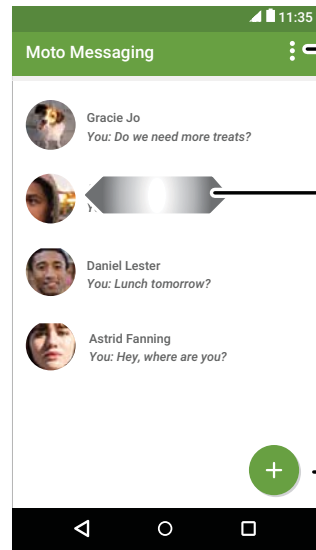 11:35
Moto Messaging
Gracie Jo
You: Do we need more treats?
Daniel Lester
You: Lunch tomorrow?
Astrid Fanning
You: Hey, where are you?